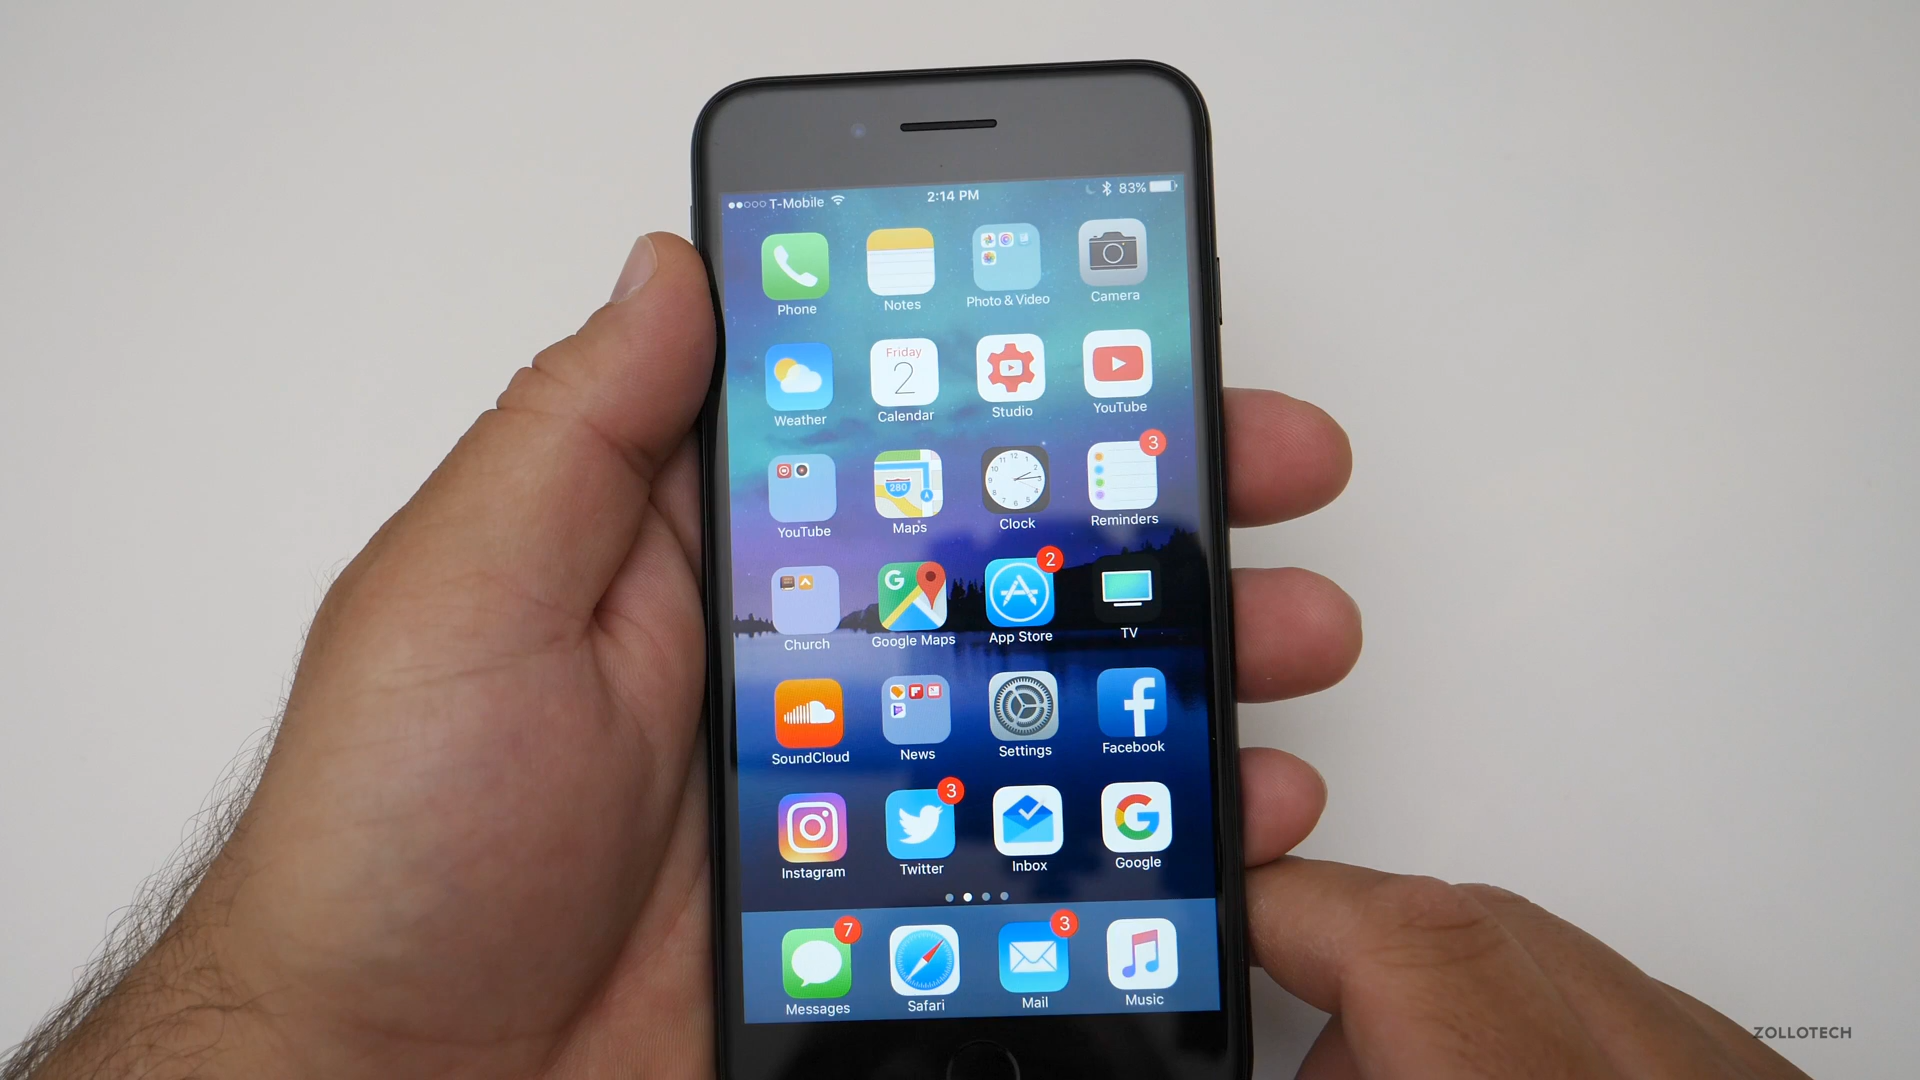 T-Mobile 2:14 PM 83%
Phone Notes Photo & Video Camera
Friday
2
Weather Calendar Studio YouTube
280
12
3
YouTube Maps Clock Reminders
G
2
Church Google Maps App Store TV
f
SoundCloud News Settings Facebook
3
G
Instagram Twitter Inbox Google
7 3
Messages Safari Mail Music
ZOLLOTECH